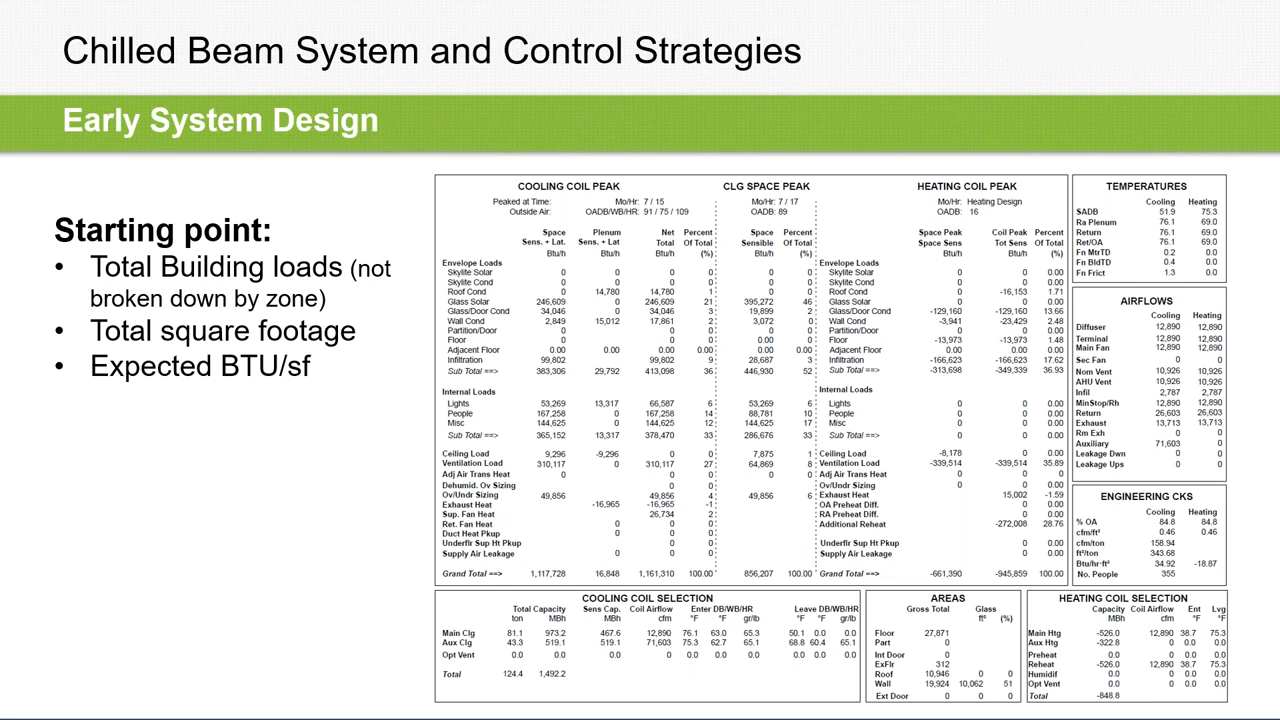 Chilled Beam System and Control Strategies
Early System Design
Starting point:
• Total Building loads (not
broken down by zone)
• Total square footage
• Expected BTU/sf
COOLING COIL PEAK CLG SPACE PEAK HEATING COIL PEAK
Peaked at Time: Mo/Hr: 7 / 15 Mo/Hr: 7 / 17 Mo/Hr: Heating Design
Outside Air: OADB/WB/HR: 91 / 75 / 109 OADB: 89 OADB: 16
Space Plenum Net Percent Space Percent Space Peak Coil Peak Percent
Sens. + Lat. Sens. + Lat Total Of Total Sensible Of Total Space Sens Tot Sens Of Total
Btu/h Btu/h Btu/h (%) Btu/h (%) Btu/h Btu/h (%)
Envelope Loads Envelope Loads
Skylite Solar 0 0 0 0 0 0 Skylite Solar 0 0 0.00
Skylite Cond 0 0 0 0 0 0 Skylite Cond 0 0 0.00
Roof Cond 0 14,780 14,780 1 0 0 Roof Cond 0 -16,153 1.71
Glass Solar 246,609 0 246,609 21 395,272 46 Glass Solar 0 0 0.00
Glass/Door Cond 34,046 0 34,046 3 19,899 2 Glass/Door Cond -129,160 -129,160 13.66
Wall Cond 2,849 15,012 17,861 2 3,072 0 Wall Cond -3,941 -23,429 2.48
Partition/Door 0 0 0 0 0 Partition/Door 0 0 0.00
Floor 0 0 0 0.00 0 Floor -13,973 -13,973 1.48
Adjacent Floor 0.00 0.00 0.00 0.00 0.00 0.00 Adjacent Floor 0.00 0.00 0.00
Infiltration 99,802 99,802 9 28,687 3 Infiltration -166,623 -166,623 17.62
Sub Total ==> 383,306 29,792 413,098 36 446,930 52 Sub Total ==> -313,698 -349,339 36.93
Internal Loads Internal Loads
Lights 53,269 13,317 66,587 6 53,269 6 Lights 0 0 0.00
People 167,258 0 167,258 14 88,781 10 People 0 0 0.00
Misc 144,625 0 144,625 12 144,625 17 Misc 0 0 0.00
Sub Total ==> 365,152 13,317 378,470 33 286,676 33 Sub Total ==> 0 0 0.00
Ceiling Load 9,296 -9,296 0 0 7,875 1 Ceiling Load -8,178 0 0.00
Ventilation Load 310,117 0 310,117 27 64,869 8 Ventilation Load -339,514 -339,514 35.89
Adj Air Trans Heat 0 0 0 0 0 Adj Air Trans Heat 0 0 0.00
Dehumid. Ov Sizing 0 0 Ov/Undr Sizing 0 0 0.00
Ov/Undr Sizing 49,856 49,856 4 49,856 6 Exhaust Heat 15,002 -1.59
Exhaust Heat -16,965 -16,965 -1 OA Preheat Diff. 0 0.00
Sup. Fan Heat 26,734 2 RA Preheat Diff. 0 0.00
Ret. Fan Heat 0 0 0 Additional Reheat -272,008 28.76
Duct Heat Pkup 0 0 0
Underflr Sup Ht Pkup 0 0 Underflr Sup Ht Pkup 0 0.00
Supply Air Leakage 0 0 0 Supply Air Leakage 0 0.00
Grand Total ==> 1,117,728 16,848 1,161,310 100.00 856,207 100.00 Grand Total ==> -661,390 -945,859 100.00
TEMPERATURES
Cooling Heating
SADB 51.9 75.3
Ra Plenum 76.1 69.0
Return 76.1 69.0
Ret/OA 76.1 69.0
Fn MtrTD 0.2 0.0
Fn BldTD 0.4 0.0
Fn Frict 1.3 0.0
AIRFLOWS
Cooling Heating
Diffuser 12,890 12,890
Terminal 12,890 12,890
Main Fan 12,890 12,890
Sec Fan 0 0
Nom Vent 10,926 10,926
AHU Vent 10,926 10,926
Infil 2,787 2,787
MinStop/Rh 12,890 12,890
Return 26,603 26,603
Exhaust 13,713 13,713
Rm Exh 0 0
Auxiliary 71,603 0
Leakage Dwn 0 0
Leakage Ups 0 0
ENGINEERING CKS
Cooling Heating
% OA 84.8 84.8
cfm/ft² 0.46 0.46
cfm/ton 158.94
ft²/ton 343.68
Btu/hr·ft² 34.92 -18.87
No. People 355
COOLING COIL SELECTION
Total Capacity Sens Cap. Coil Airflow Enter DB/WB/HR Leave DB/WB/HR
ton MBh MBh cfm °F °F gr/lb °F °F gr/lb
Main Clg 81.1 973.2 467.6 12,890 76.1 63.0 65.3 50.1 0.0 0.0
Aux Clg 43.3 519.1 519.1 71,603 75.3 62.7 65.1 68.8 60.4 65.1
Opt Vent 0.0 0.0 0.0 0 0.0 0.0 0.0 0.0 0.0 0.0
Total 124.4 1,492.2
AREAS
Gross Total Glass
ft² (%)
Floor 27,871
Part 0
Int Door 0
ExFlr 312
Roof 10,946 0 0
Wall 19,924 10,062 51
Ext Door 0 0 0
HEATING COIL SELECTION
Capacity Coil Airflow Ent Lvg
MBh cfm °F °F
Main Htg -526.0 12,890 38.7 75.3
Aux Htg -322.8 0 0.0 0.0
Preheat 0.0 0 0.0 0.0
Reheat -526.0 12,890 38.7 75.3
Humidif 0.0 0 0.0 0.0
Opt Vent 0.0 0 0.0 0.0
Total -848.8